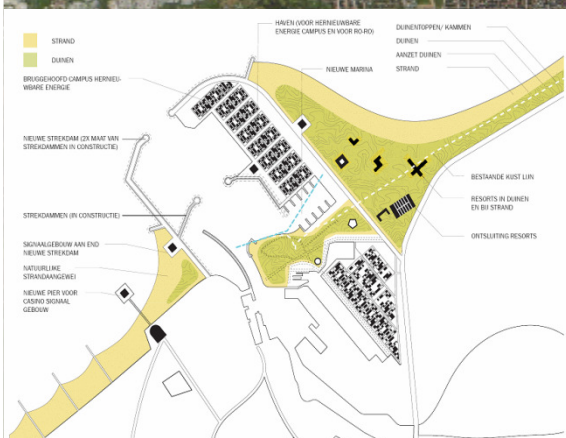 STRAND
DUINEN
BRUGGEHOOFD CAMPUS HERNIEU-
WBARE ENERGIE
NIEUWE STREKDAM (2X MAAT VAN
STREKDAMMEN IN CONSTRUCTIE)
STREKDAMMEN (IN CONSTRUCTIE)
SIGNAALGEBOUW AAN END
NIEUWE STREKDAM
NATUURLIJKE
STRANDAANGEWEI
NIEUWE PIER VOOR
CASINO SIGNAAL
GEBOUW
HAVEN (VOOR HERNIEUWBARE
ENERGIE CAMPUS EN VOOR RO-RO)
NIEUWE MARINA
DUINENTOPPEN/ KAMMEN
DUINEN
AANZET DUINEN
STRAND
BESTAANDE KUST LIJN
RESORTS IN DUINEN
EN BIJ STRAND
ONTSLUITING RESORTS